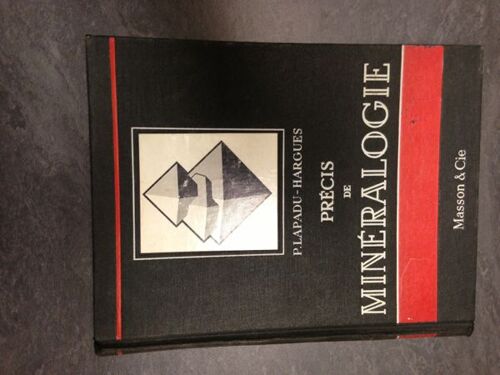 P. LAPADU-HARGUES
PRÉCIS
DE
MINÉRALOGIE
Masson & Cie